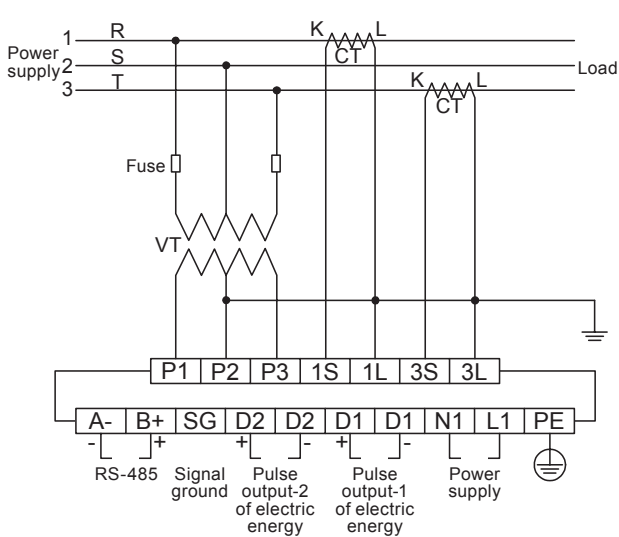 1 R K L
Power
supply 2 S CT Load
3 T K L
CT
Fuse
VT
P1 P2 P3 1S 1L 3S 3L
A- B+ SG D2 D2 D1 D1 N1 L1 PE
- + + - + -
RS-485 Signal Pulse Pulse Power
ground output-2 output-1 supply
of electric of electric
energy energy